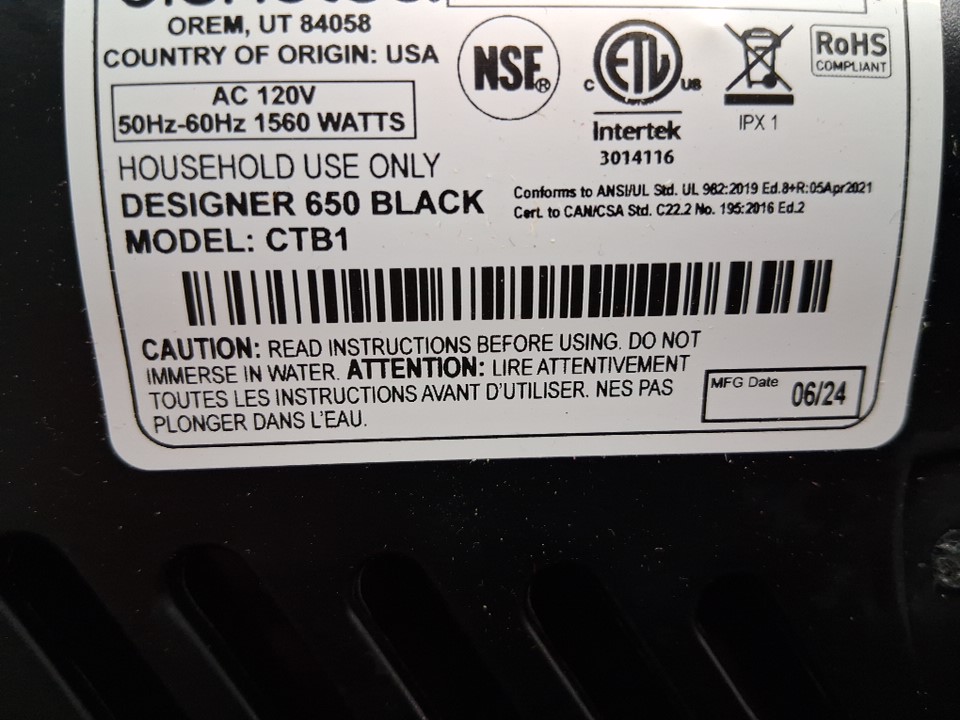 OREM, UT 84058
COUNTRY OF ORIGIN: USA
AC 120V
50Hz-60Hz 1560 WATTS
HOUSEHOLD USE ONLY
DESIGNER 650 BLACK
MODEL: CTB1
NSF®
C ETL US
Intertek
3014116
IPX 1
RoHS
COMPLIANT
Conforms to ANSI/UL Std. UL 982:2019 Ed.8+R:05Apr2021
Cert. to CAN/CSA Std. C22.2 No. 195:2016 Ed.2
CAUTION: READ INSTRUCTIONS BEFORE USING. DO NOT
IMMERSE IN WATER. ATTENTION: LIRE ATTENTIVEMENT
TOUTES LES INSTRUCTIONS AVANT D'UTILISER. NES PAS
PLONGER DANS L'EAU.
MFG Date 06/24